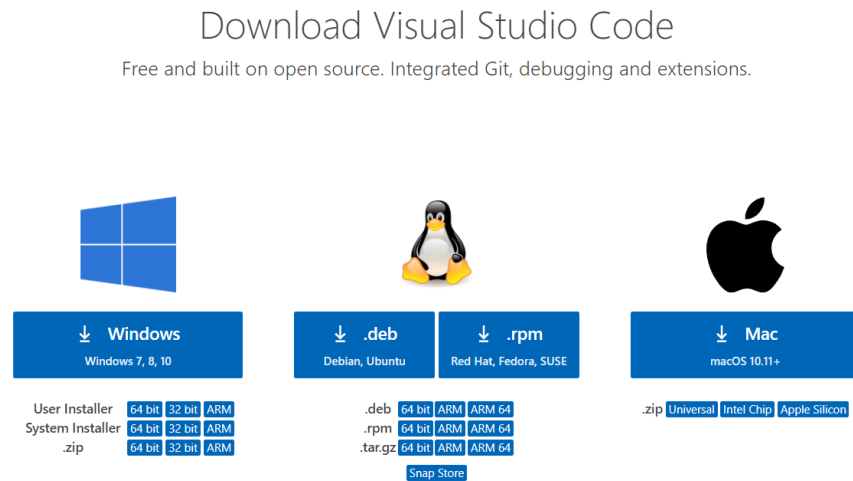 Download Visual Studio Code
Free and built on open source. Integrated Git, debugging and extensions.
Windows
Windows 7, 8, 10
.deb
Debian, Ubuntu
.rpm
Red Hat, Fedora, SUSE
Mac
macOS 10.11+
User Installer 64 bit 32 bit ARM
System Installer 64 bit 32 bit ARM
.zip 64 bit 32 bit ARM
.deb 64 bit ARM ARM 64
.rpm 64 bit ARM ARM 64
.tar.gz 64 bit ARM ARM 64
Snap Store
.zip Universal Intel Chip Apple Silicon